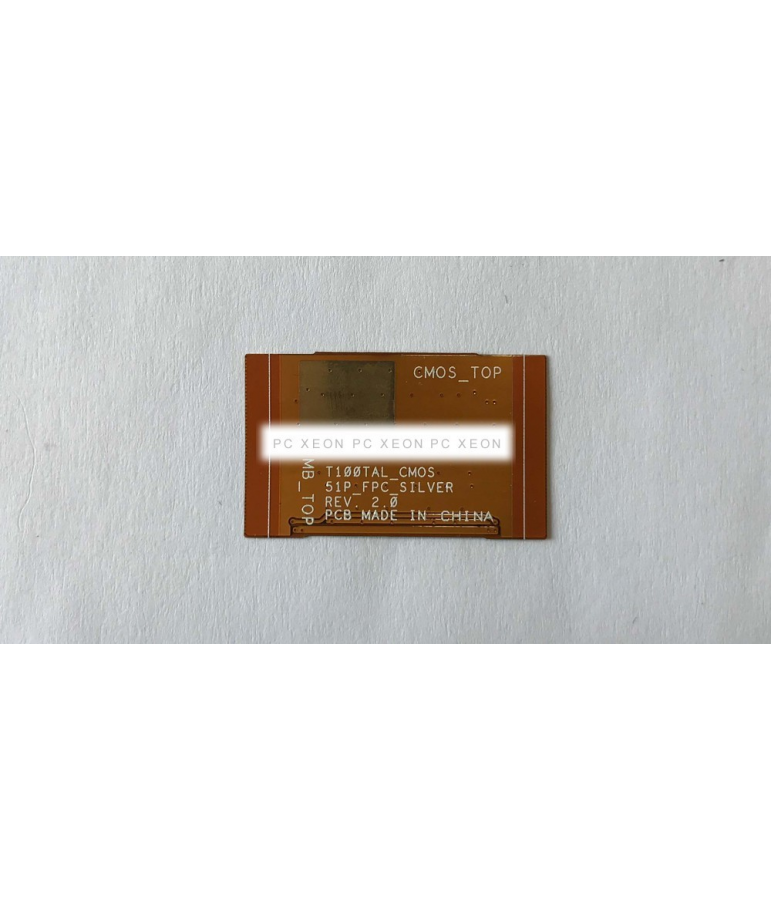 CMOS_TOP
PC XEON PC XEON PC XEON
MB_TOP
T100TAL_CMOS
51P_FPC_SILVER
REV. 2.0
PCB MADE IN CHINA